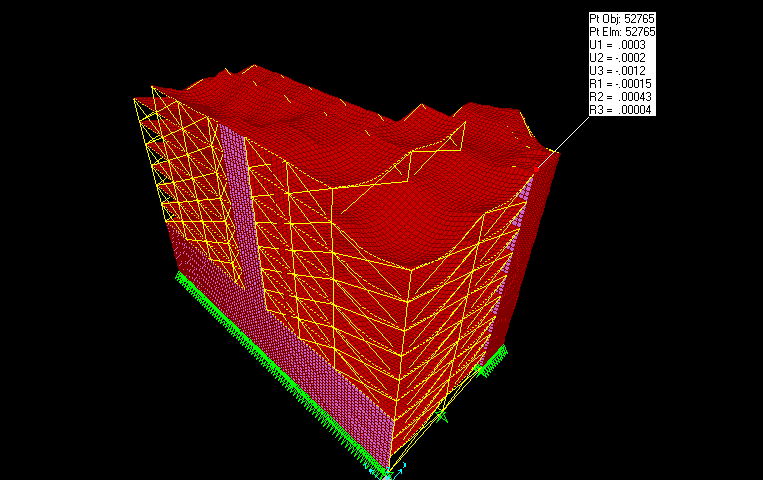 Pt Obj: 52765
Pt Elm: 52765
U1 = .0003
U2 = -.0002
U3 = -.0012
R1 = -.00015
R2 = .00043
R3 = .00004